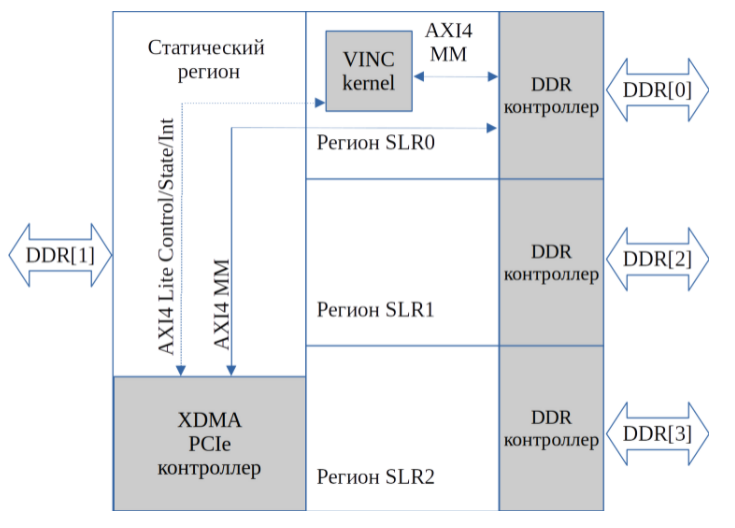 Статический
регион
VINC
kernel
AXI4
MM
DDR
контроллер
DDR[0]
Регион SLR0
AXI4 Lite Control/State/Int
AXI4 MM
DDR[1]
DDR
контроллер
DDR[2]
Регион SLR1
XDMA
PCIe
контроллер
DDR
контроллер
DDR[3]
Регион SLR2